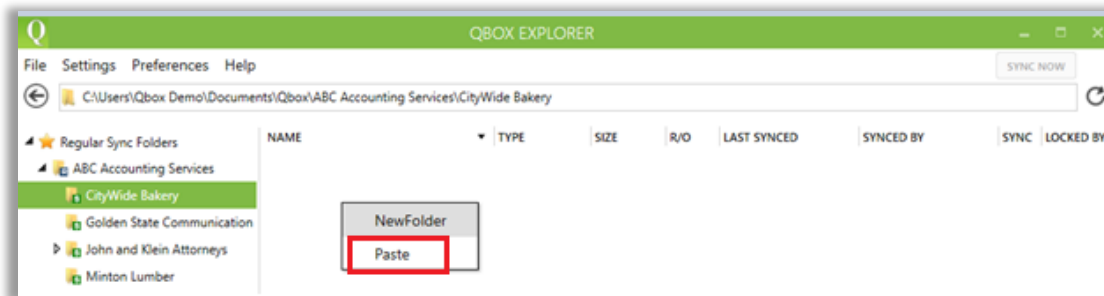 Q QBOX EXPLORER
File Settings Preferences Help SYNC NOW
C:\Users\Qbox Demo\Documents\Qbox\ABC Accounting Services\CityWide Bakery
Regular Sync Folders NAME TYPE SIZE R/O LAST SYNCED SYNCED BY SYNC LOCKED BY
ABC Accounting Services
CityWide Bakery
NewFolder
Golden State Communication
John and Klein Attorneys
Paste
Minton Lumber